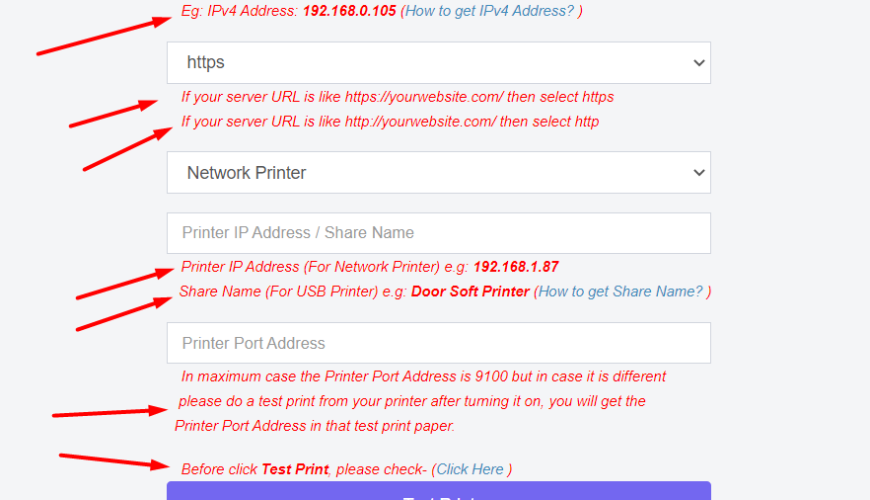 Eg: IPv4 Address: 192.168.0.105 (How to get IPv4 Address? )
https
If your server URL is like https://yourwebsite.com/ then select https
If your server URL is like http://yourwebsite.com/ then select http
Network Printer
Printer IP Address / Share Name
Printer IP Address (For Network Printer) e.g: 192.168.1.87
Share Name (For USB Printer) e.g: Door Soft Printer (How to get Share Name? )
Printer Port Address
In maximum case the Printer Port Address is 9100 but in case it is different
please do a test print from your printer after turning it on, you will get the
Printer Port Address in that test print paper.
Before click Test Print, please check- (Click Here )